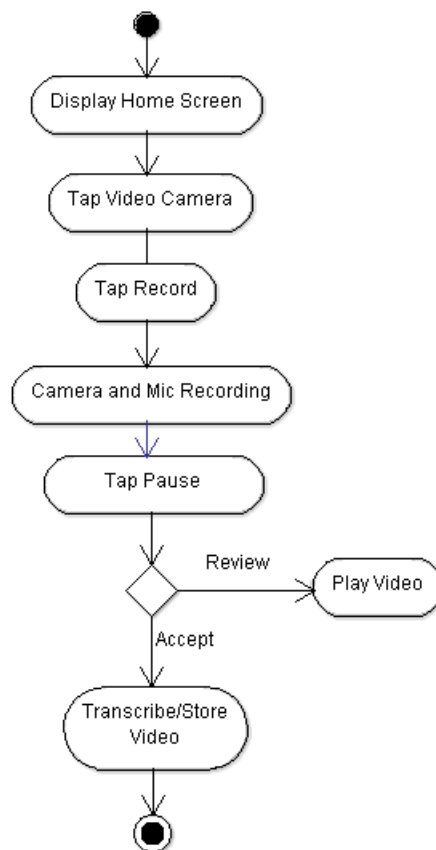 Display Home Screen
Tap Video Camera
Tap Record
Camera and Mic Recording
Tap Pause
Review
Play Video
Accept
Transcribe/Store
Video